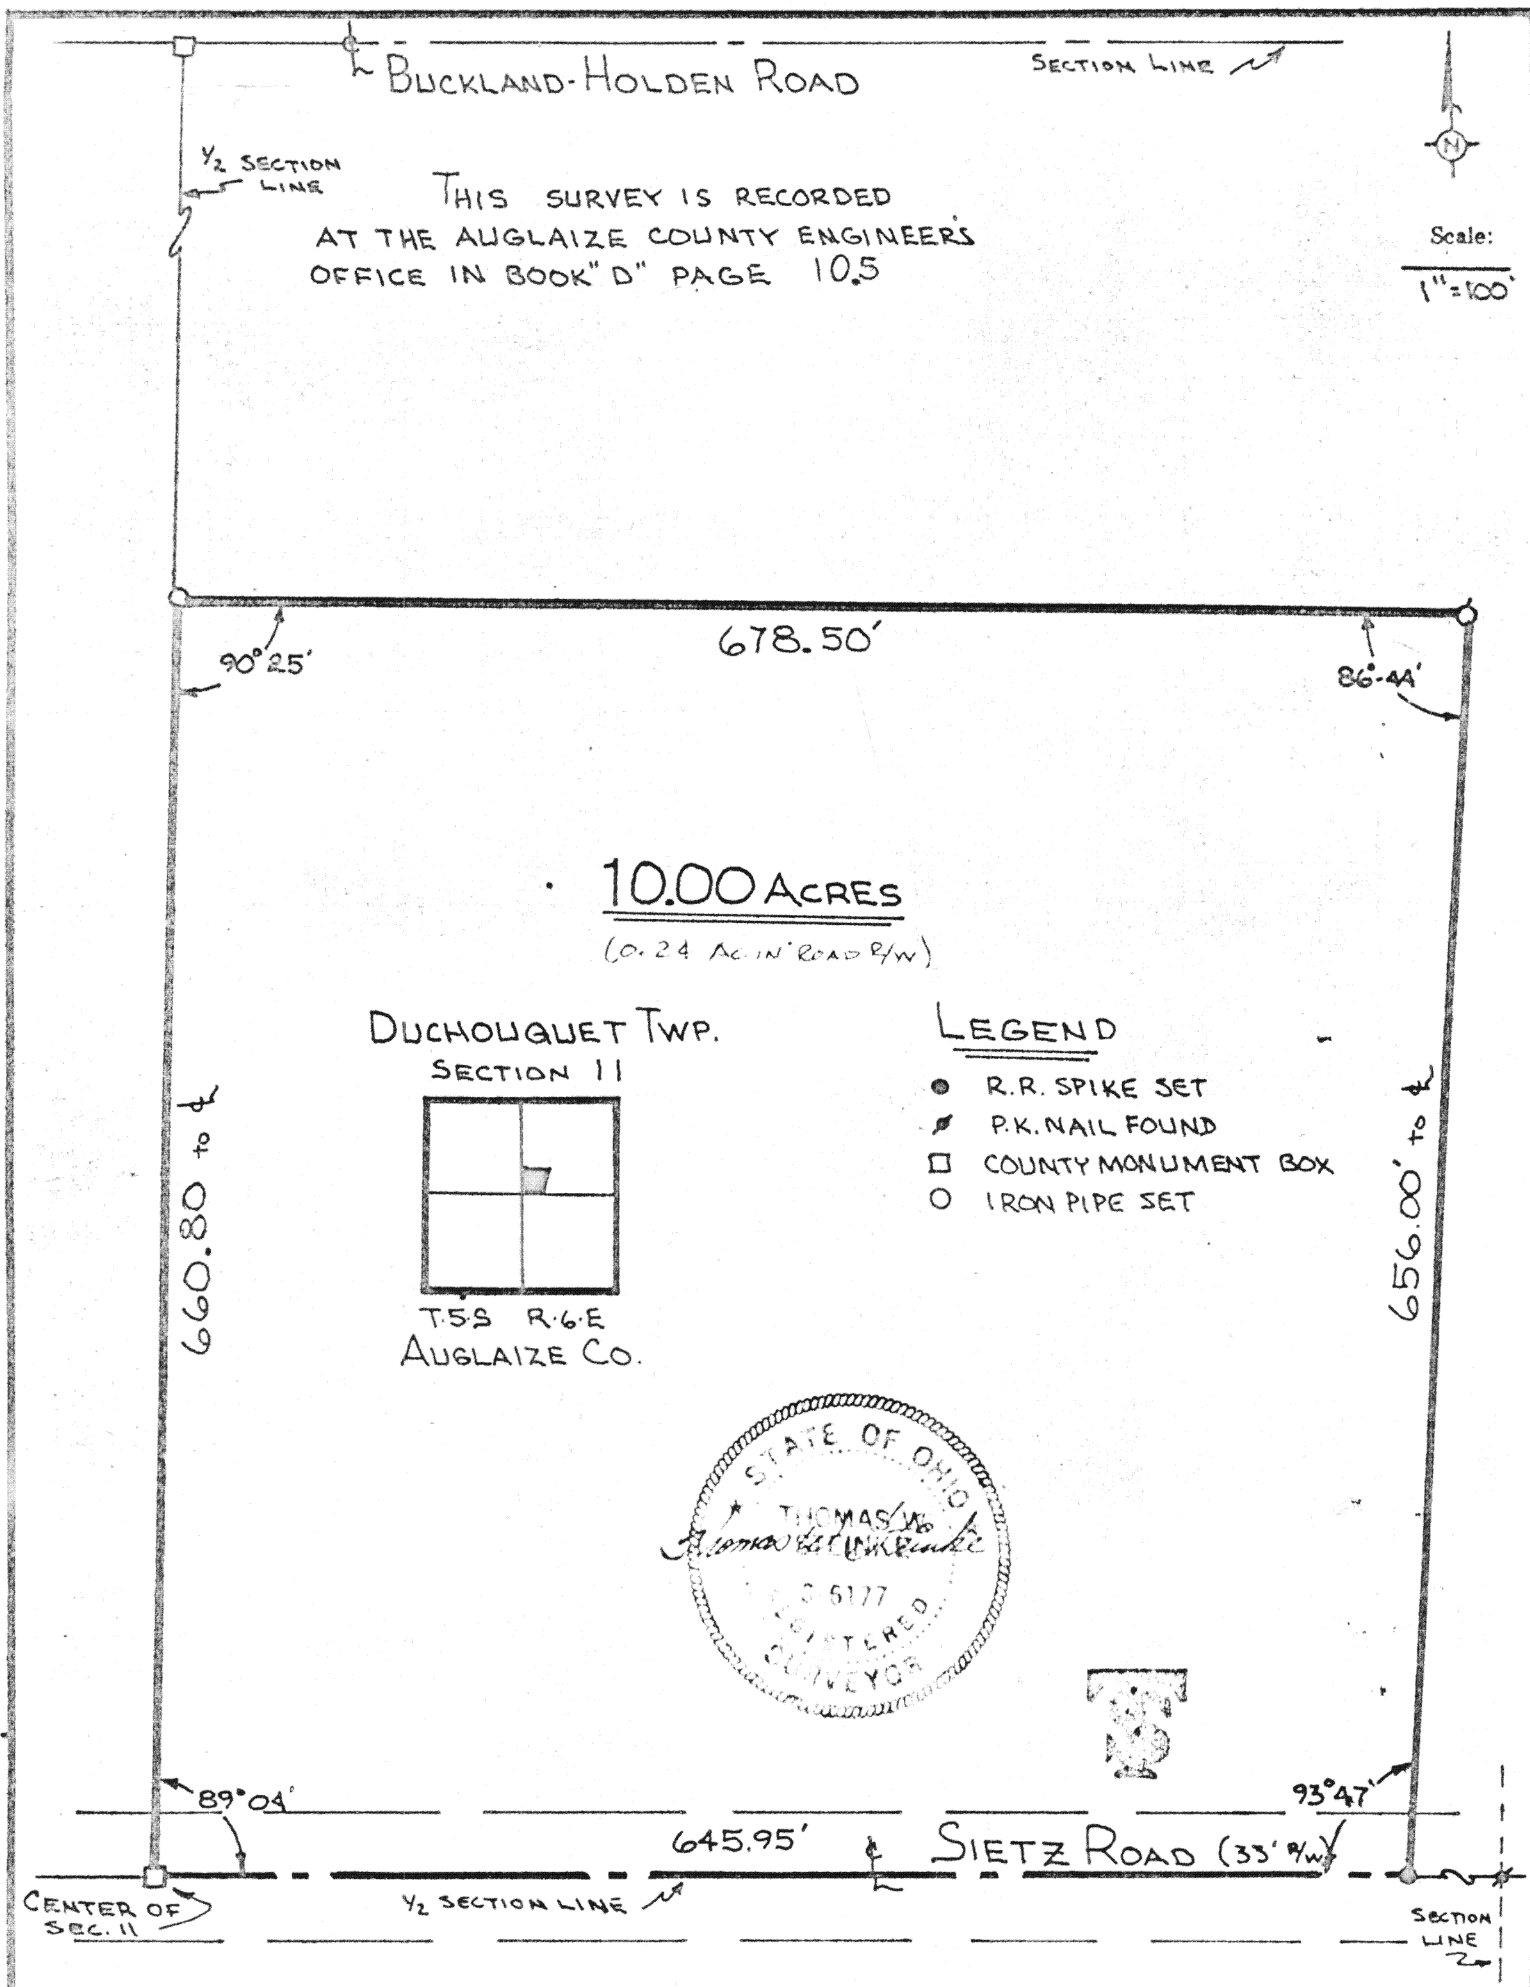 BUCKLAND-HOLDEN ROAD
SECTION LINE
N
1/2 SECTION
LINE
THIS SURVEY IS RECORDED
AT THE AUGLAIZE COUNTY ENGINEER'S
OFFICE IN BOOK "D" PAGE 105
Scale:
1"=100'
678.50'
90°25'
86°-44'
10.00 ACRES
(0.24 AC. IN ROAD R/W)
DUCHOUQUET TWP.
SECTION 11
T.5.S R.6.E
AUGLAIZE CO.
LEGEND
R.R. SPIKE SET
P.K. NAIL FOUND
COUNTY MONUMENT BOX
IRON PIPE SET
660.80 to ℄
656.00' to ℄
STATE OF OHIO
THOMAS W.
6177
REGISTERED
SURVEYOR
89°04'
93°47'
645.95'
℄
SIETZ ROAD (33' R/W)
CENTER OF
SEC. 11
1/2 SECTION LINE
SECTION
LINE